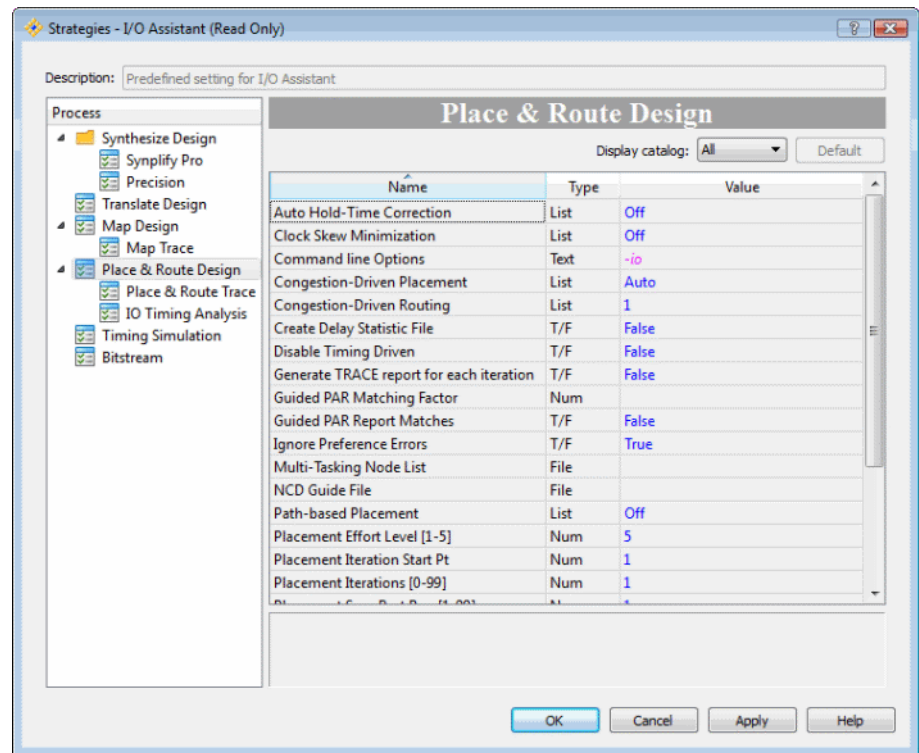 Strategies - I/O Assistant (Read Only)
Description: Predefined setting for I/O Assistant
Process
Synthesize Design
Synplify Pro
Precision
Translate Design
Map Design
Map Trace
Place & Route Design
Place & Route Trace
IO Timing Analysis
Timing Simulation
Bitstream
Place & Route Design
Display catalog: All Default
Name Type Value
Auto Hold-Time Correction List Off
Clock Skew Minimization List Off
Command line Options Text -io
Congestion-Driven Placement List Auto
Congestion-Driven Routing List 1
Create Delay Statistic File T/F False
Disable Timing Driven T/F False
Generate TRACE report for each iteration T/F False
Guided PAR Matching Factor Num
Guided PAR Report Matches T/F False
Ignore Preference Errors T/F True
Multi-Tasking Node List File
NCD Guide File File
Path-based Placement List Off
Placement Effort Level [1-5] Num 5
Placement Iteration Start Pt Num 1
Placement Iterations [0-99] Num 1
OK Cancel Apply Help